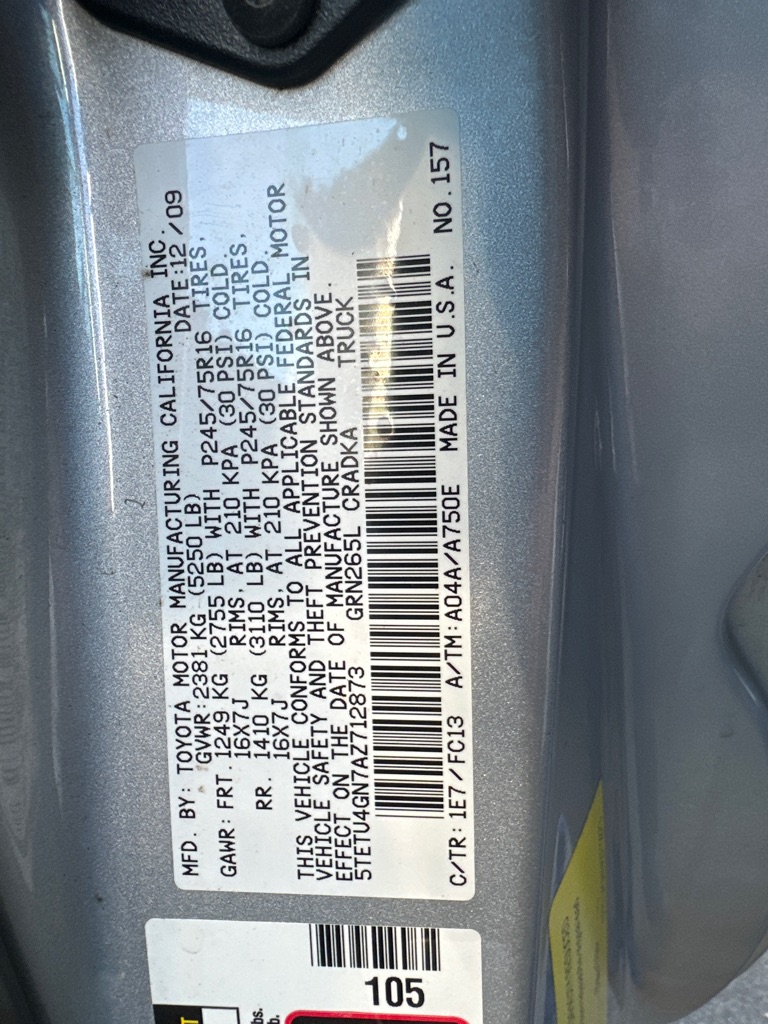 MFD. BY: TOYOTA MOTOR MANUFACTURING CALIFORNIA INC.
GVWR:2381 KG (5250 LB) DATE:12 /09
GAWR: FRT. 1249 KG (2755 LB) WITH P245/75R16 TIRES,
16X7J RIMS, AT 210 KPA (30 PSI) COLD.
RR. 1410 KG (3110 LB) WITH P245/75R16 TIRES,
16X7J RIMS, AT 210 KPA (30 PSI) COLD.
THIS VEHICLE CONFORMS TO ALL APPLICABLE FEDERAL MOTOR
VEHICLE SAFETY AND THEFT PREVENTION STANDARDS IN
EFFECT ON THE DATE OF MANUFACTURE SHOWN ABOVE.
5TETU4GN7AZ712873 GRN265L CRADKA TRUCK
C/TR: 1E7/FC13 A/TM: A04A/A750E MADE IN U.S.A. NO. 157
105